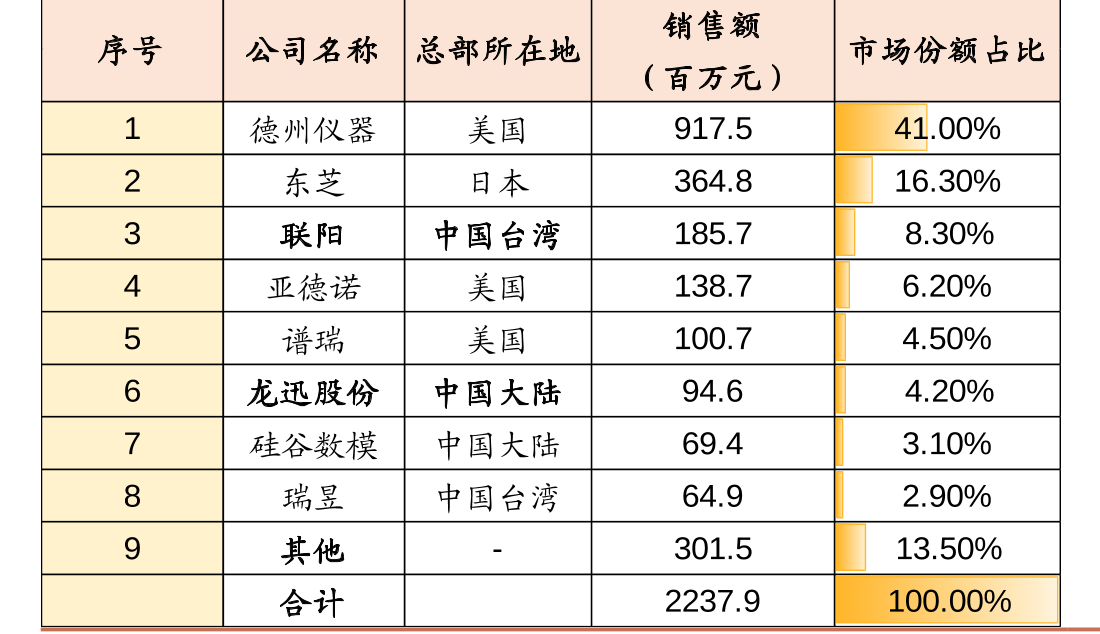 序号 公司名称 总部所在地 销售额（百万元） 市场份额占比
1 德州仪器 美国 917.5 41.00%
2 东芝 日本 364.8 16.30%
3 联阳 中国台湾 185.7 8.30%
4 亚德诺 美国 138.7 6.20%
5 谱瑞 美国 100.7 4.50%
6 龙迅股份 中国大陆 94.6 4.20%
7 硅谷数模 中国大陆 69.4 3.10%
8 瑞昱 中国台湾 64.9 2.90%
9 其他 - 301.5 13.50%
合计 2237.9 100.00%